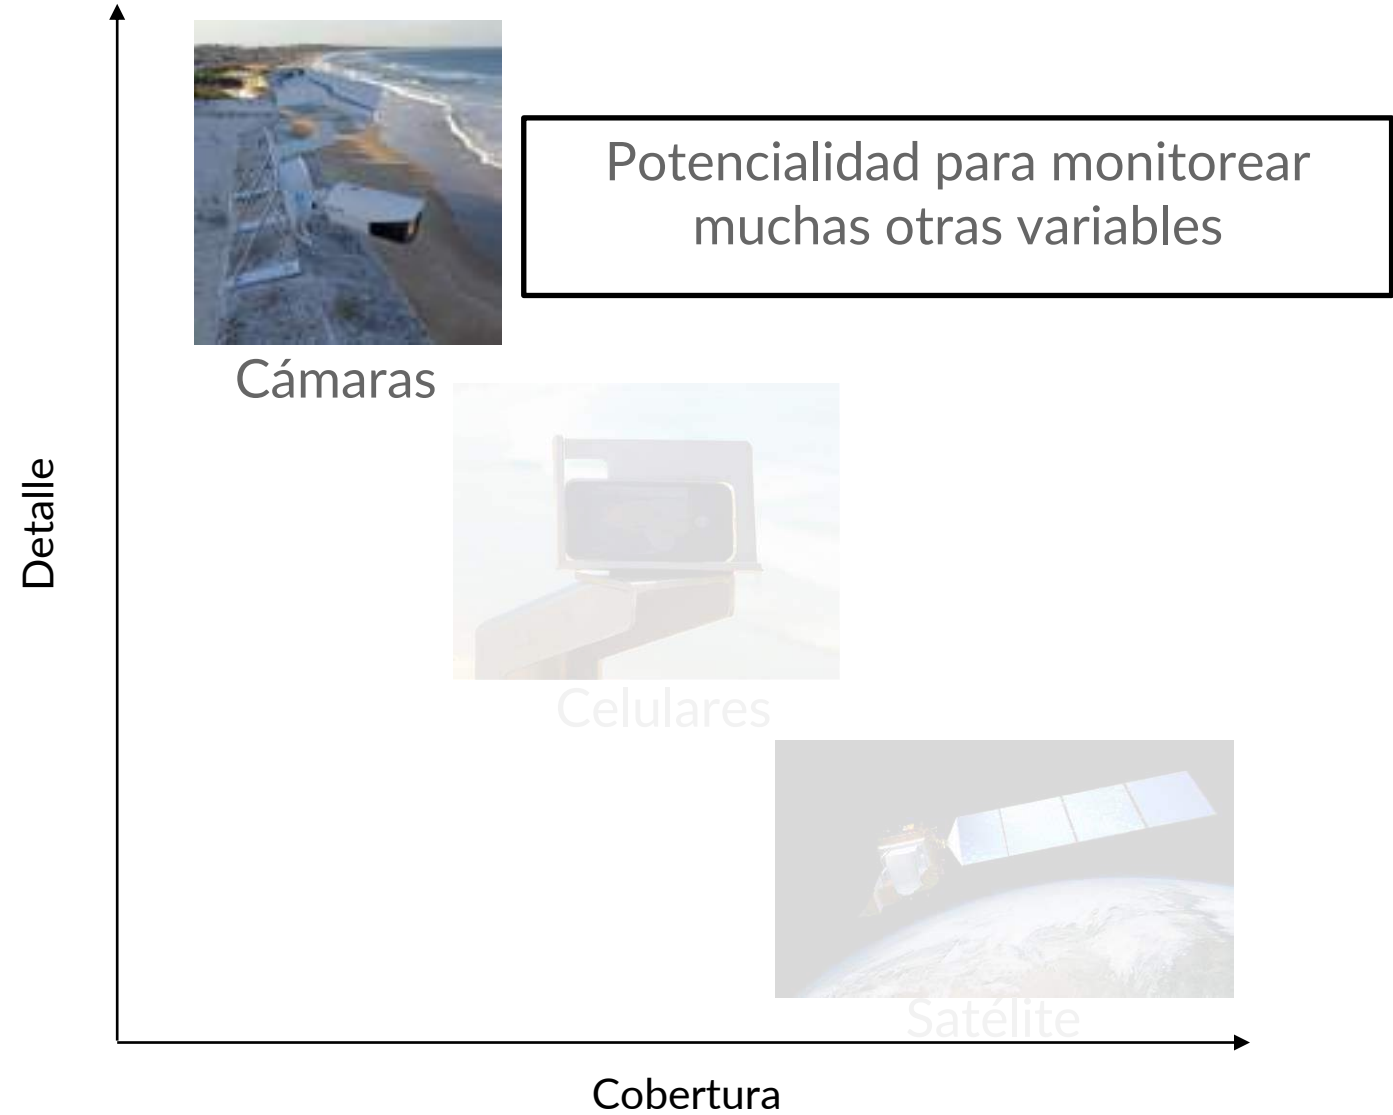 Potencialidad para monitorear
muchas otras variables
Cámaras
Detalle
Celulares
Satélite
Cobertura